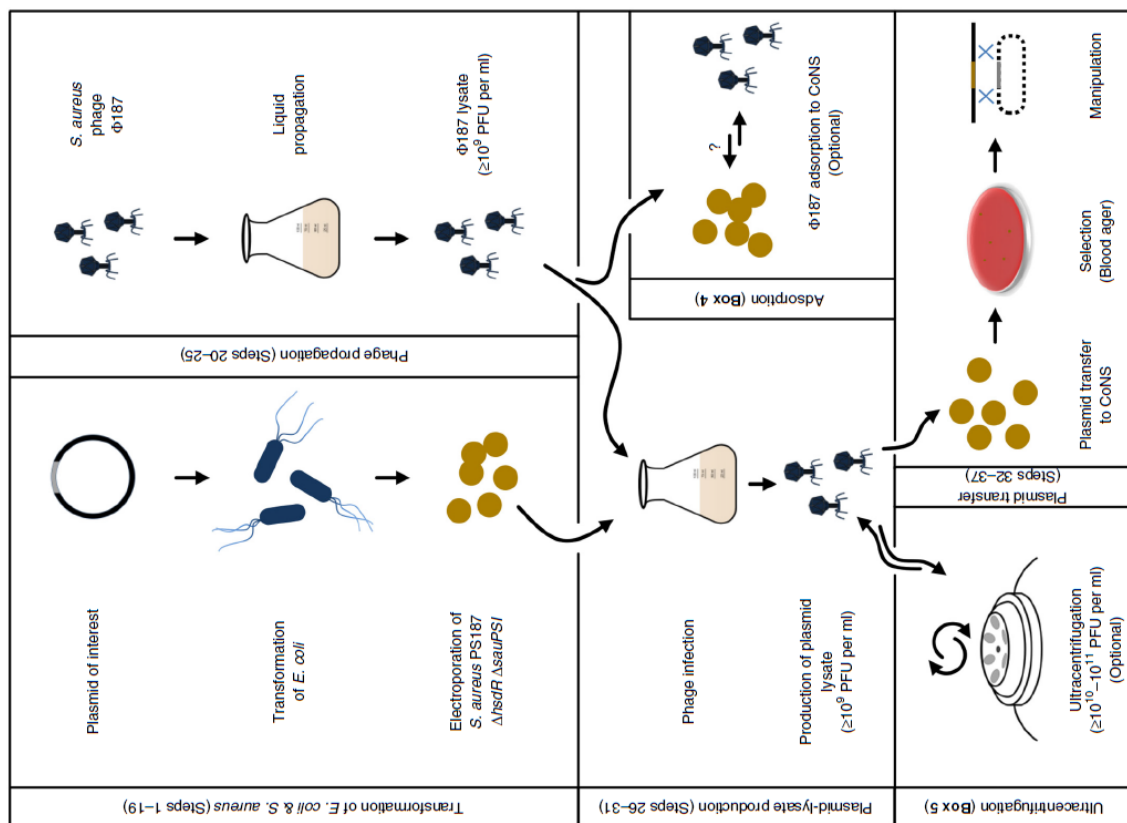 Transformation of E. coli & S. aureus (Steps 1–19)
Plasmid of interest
Transformation
of E. coli
Electroporation of
S. aureus PS187
ΔhsdR ΔsauPSI
Phage propagation (Steps 20–25)
S. aureus
phage
Φ187
Liquid
propagation
Φ187 lysate
(≥10⁹ PFU per ml)
Plasmid-lysate production (Steps 26–31)
Phage infection
Production of plasmid
lysate
(≥10⁹ PFU per ml)
Adsorption (Box 4)
?
Φ187 adsorption to CoNS
(Optional)
Ultracentrifugation (Box 5)
Ultracentrifugation
(≥10¹⁰–10¹¹ PFU per ml)
(Optional)
Plasmid transfer
(Steps 32–37)
Plasmid transfer
to CoNS
Selection
(Blood ager)
Manipulation